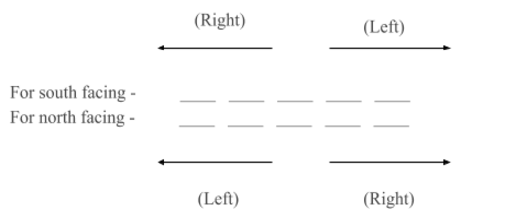 (Right)
(Left)
For south facing -
For north facing -
(Left)
(Right)